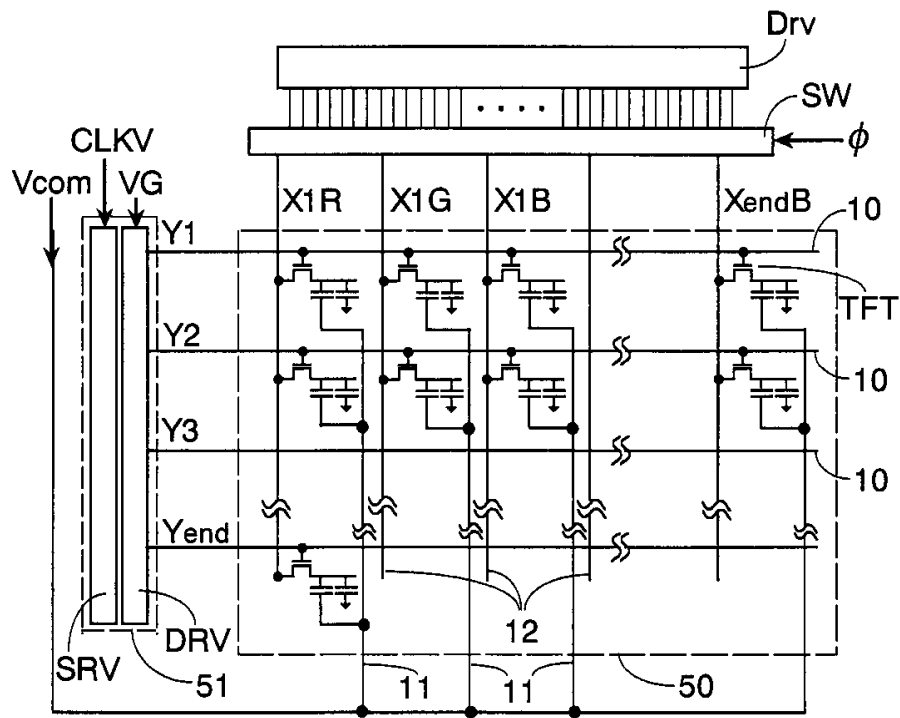 Drv
SW
CLKV
ϕ
Vcom VG
X1R X1G X1B XendB
10
Y1
TFT
Y2
10
Y3
10
Yend
12
SRV DRV 51 11 11 50